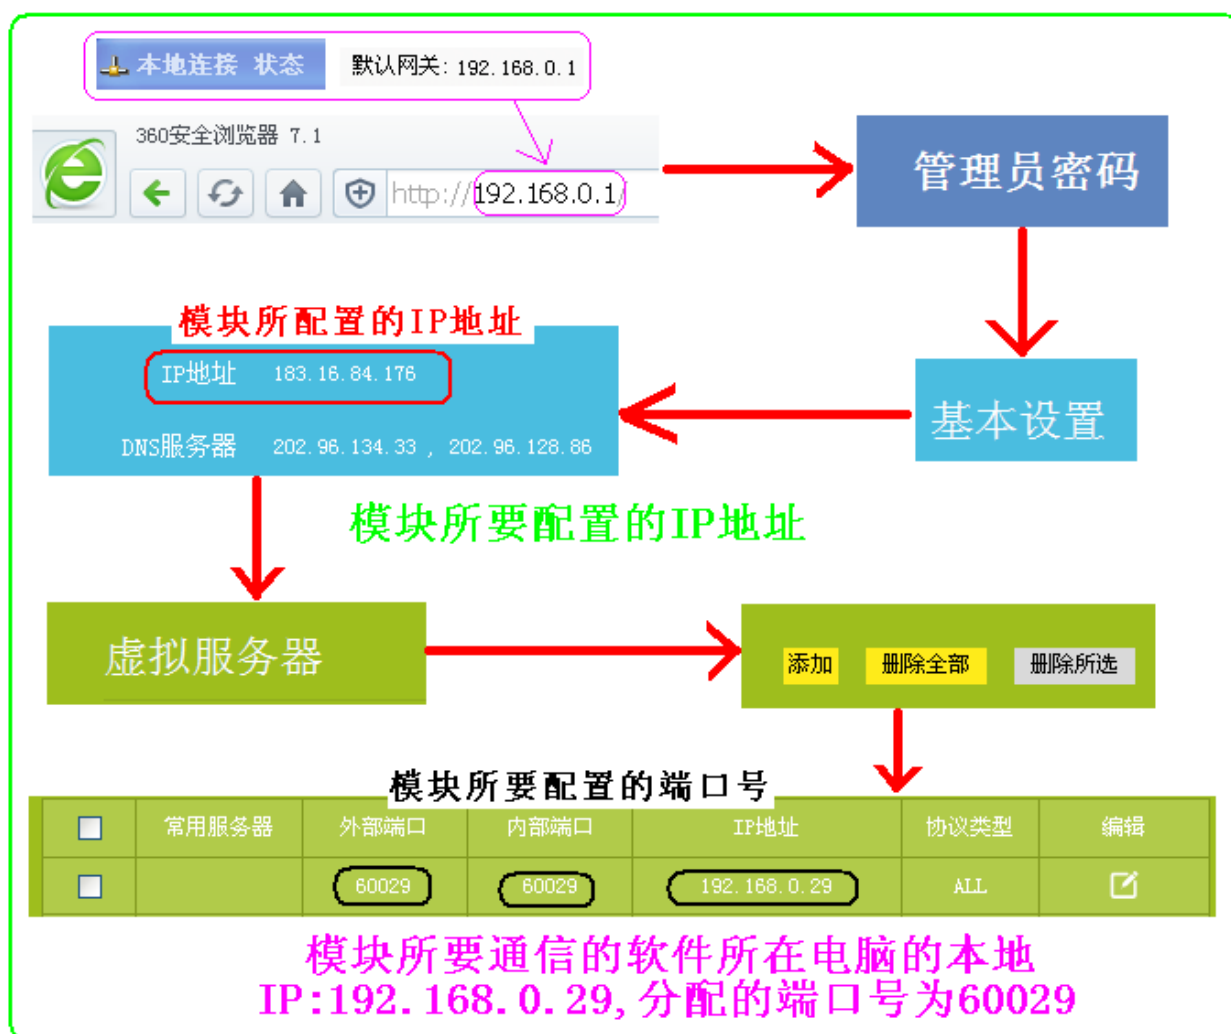 本地连接 状态
默认网关: 192.168.0.1
360安全浏览器 7.1
http://192.168.0.1/
管理员密码
模块所配置的IP地址
IP地址 183.16.84.176
DNS服务器 202.96.134.33 , 202.96.128.86
基本设置
模块所要配置的IP地址
虚拟服务器
添加 删除全部 删除所选
模块所要配置的端口号
常用服务器 外部端口 内部端口 IP地址 协议类型 编辑
60029 60029 192.168.0.29 ALL
模块所要通信的软件所在电脑的本地
IP:192.168.0.29,分配的端口号为60029